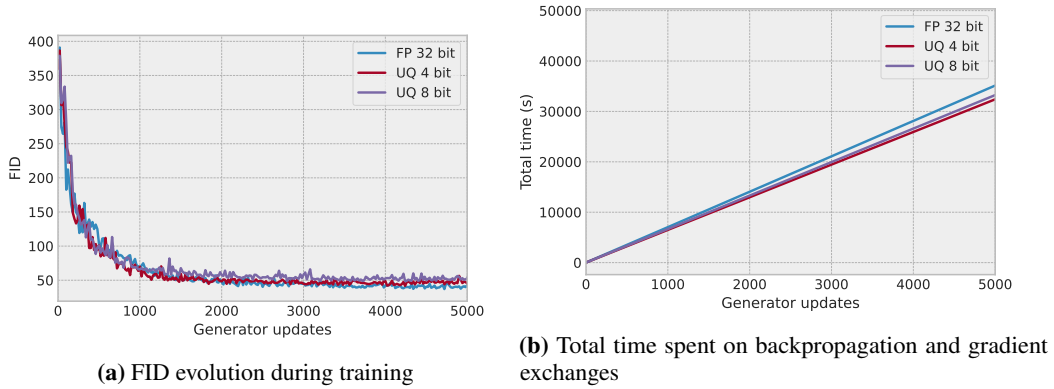 400
350
300
250
200
150
100
50
FID
0 1000 2000 3000 4000 5000
Generator updates
FP 32 bit
UQ 4 bit
UQ 8 bit
(a) FID evolution during training
50000
40000
30000
20000
10000
0
Total time (s)
0 1000 2000 3000 4000 5000
Generator updates
FP 32 bit
UQ 4 bit
UQ 8 bit
(b) Total time spent on backpropagation and gradient
exchanges